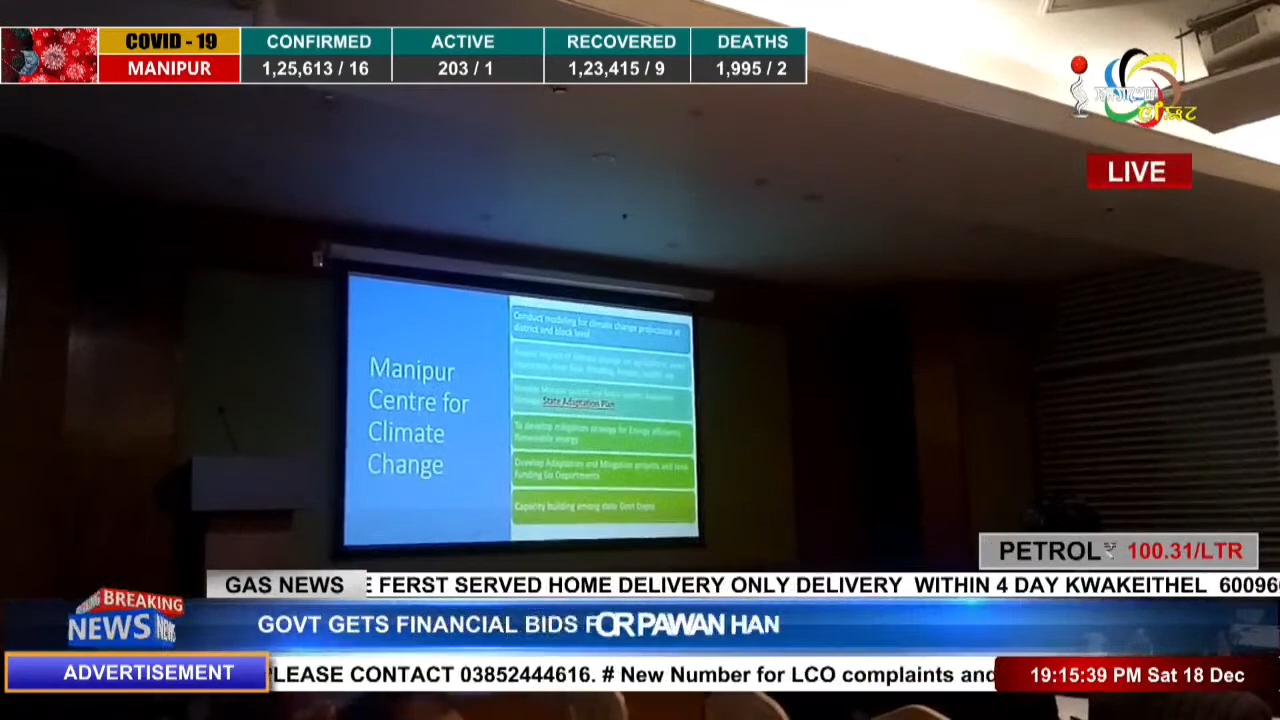 COVID - 19 CONFIRMED ACTIVE RECOVERED DEATHS
MANIPUR 1,25,613 / 16 203 / 1 1,23,415 / 9 1,995 / 2
LIVE
Manipur
Centre for
Climate
Change
Conduct modeling for climate change projections at
district and block level
State Adaptation Plan
To develop mitigation strategy for Energy efficiency,
Renewable energy
Develop Adaptation and Mitigation projects and seek
funding for Departments
Capacity building among state Govt Depts
PETROL₹ 100.31/LTR
GAS NEWS E FERST SERVED HOME DELIVERY ONLY DELIVERY WITHIN 4 DAY KWAKEITHEL 60096
BREAKING
NEWS NEWS
GOVT GETS FINANCIAL BIDS FOR PAWAN HAN
ADVERTISEMENT PLEASE CONTACT 03852444616. # New Number for LCO complaints and
19:15:39 PM Sat 18 Dec